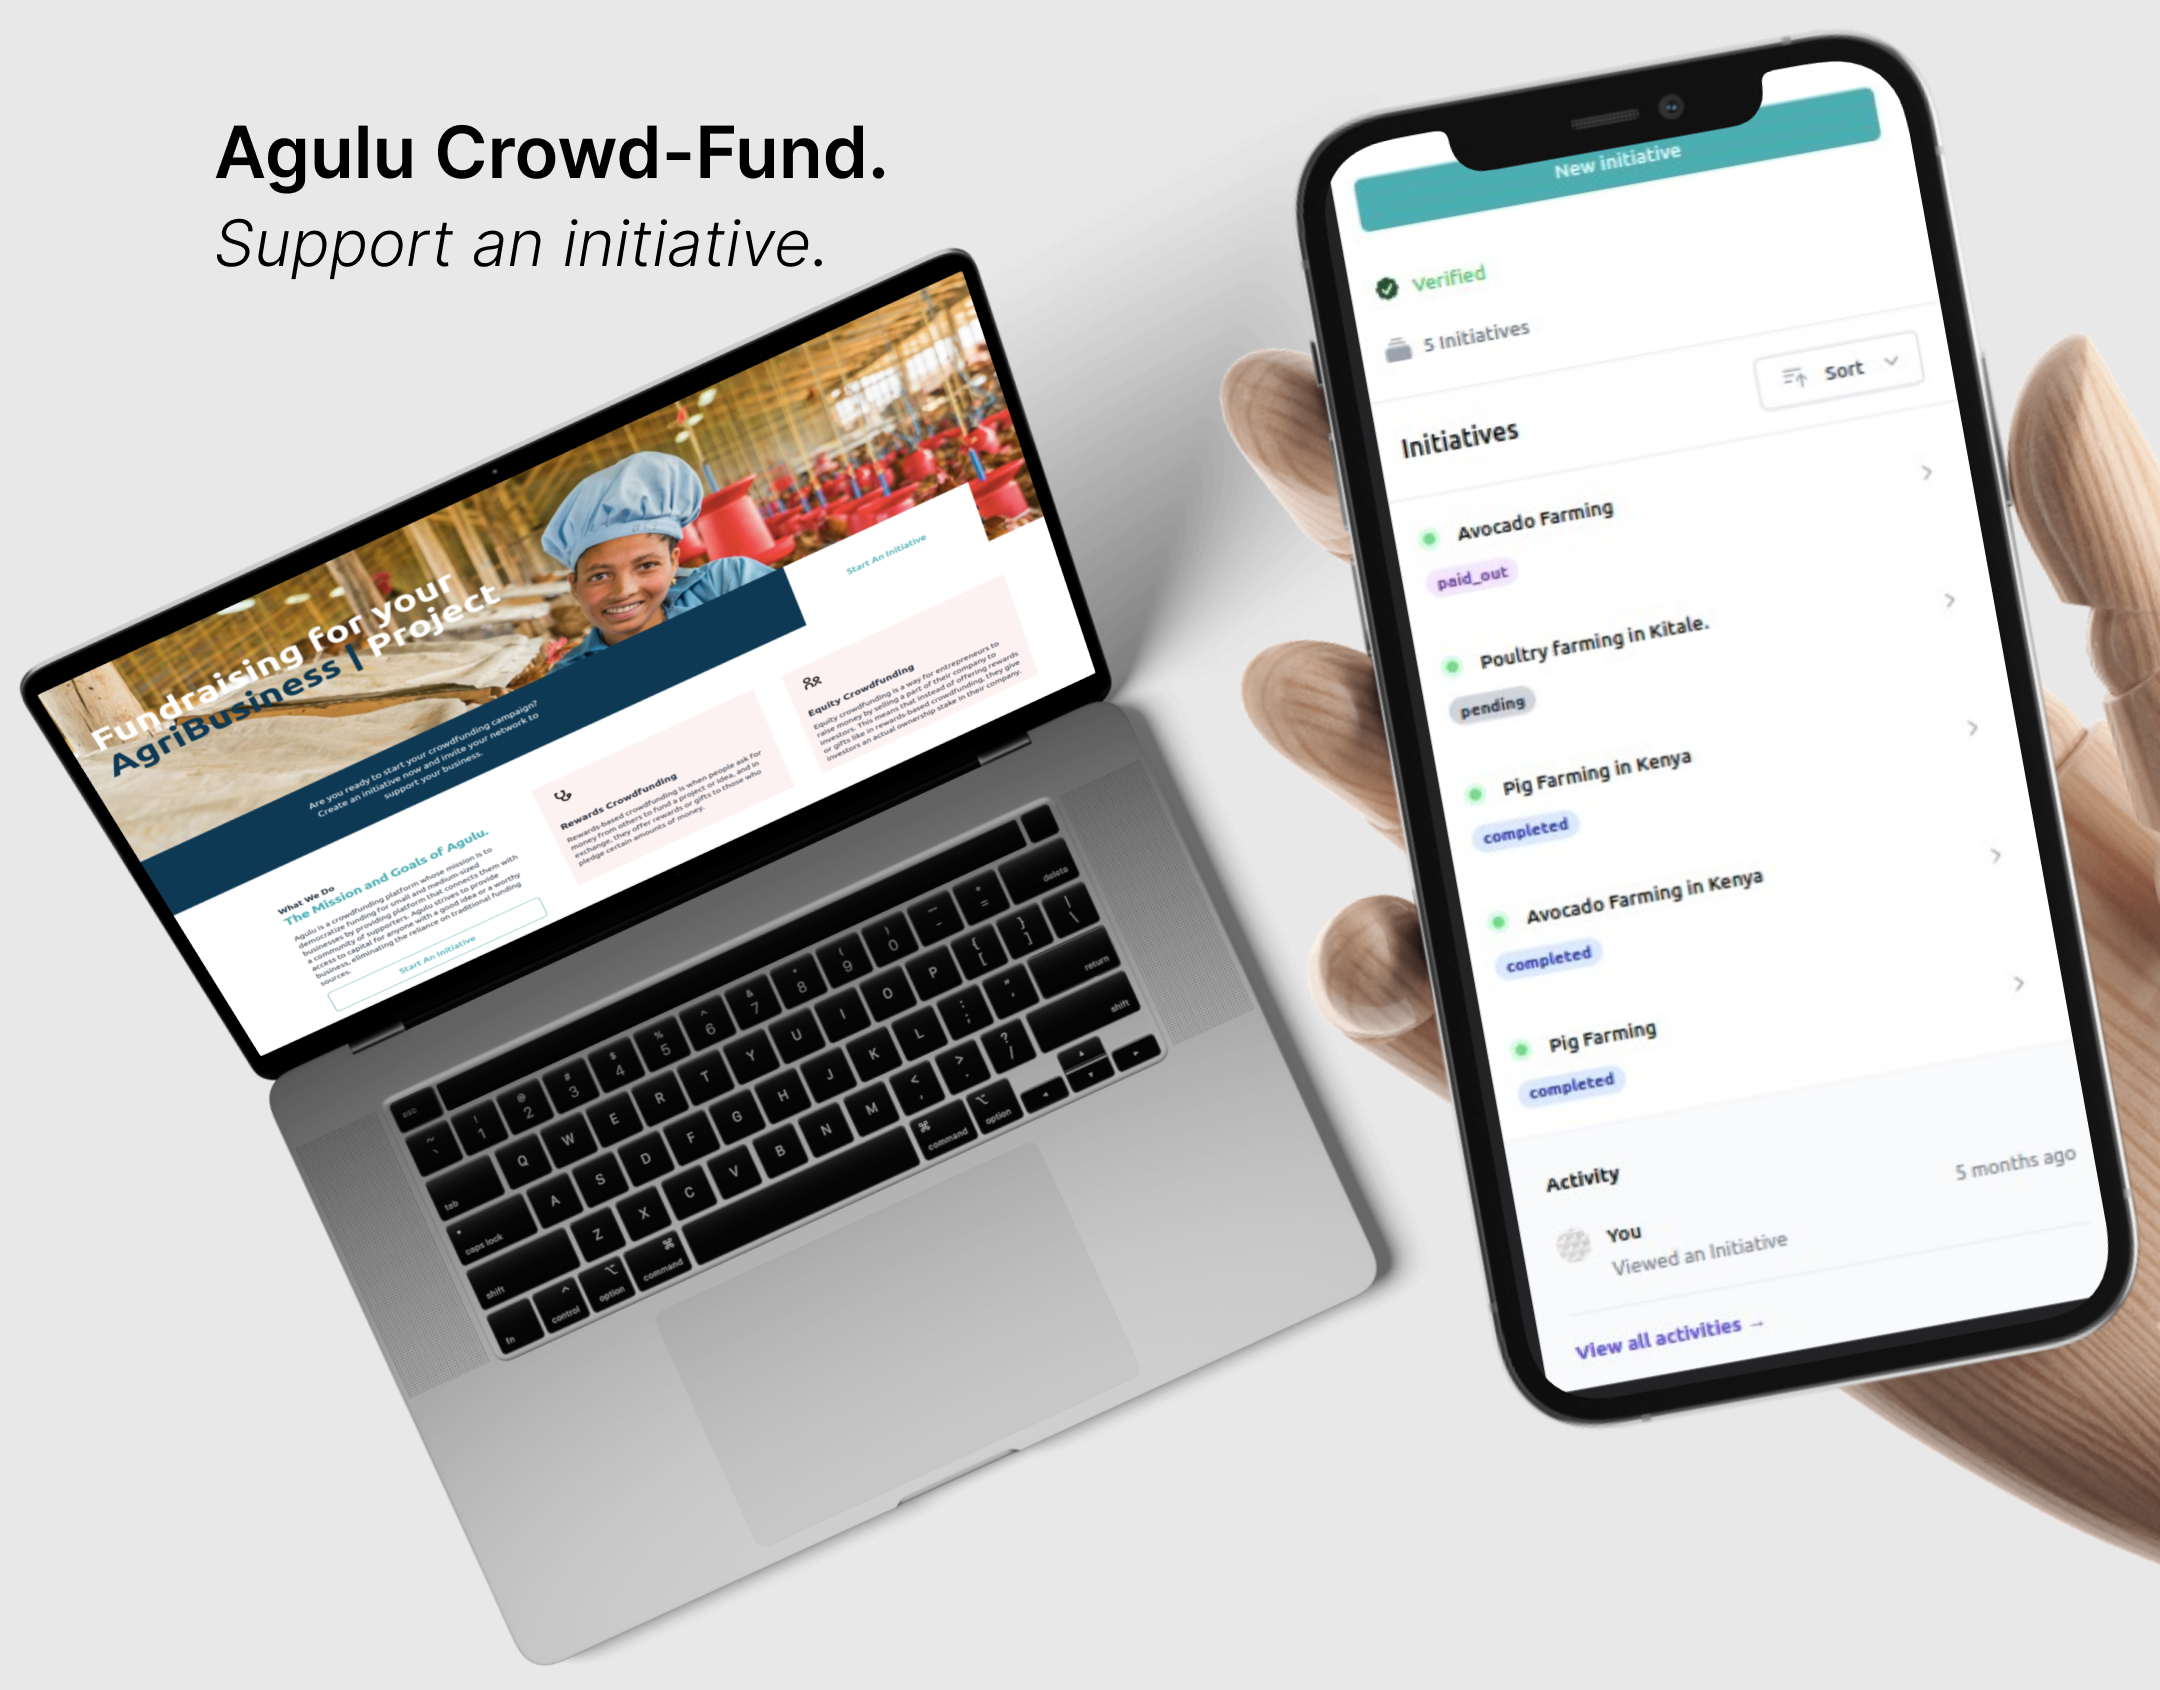 Agulu Crowd-Fund.
Support an initiative.
Fundraising for your
AgriBusiness | Project
Are you ready to start your crowdfunding campaign?
Create an initiative now and invite your network to
support your business.
Start An Initiative
What We Do
The Mission and Goals of Agulu.
Agulu is a crowdfunding platform whose mission is to
democratize funding for small and medium-sized
businesses by providing platform that connects them with
a community of supporters. Agulu strives to provide
access to capital for anyone with a good idea or a worthy
business, eliminating the reliance on traditional funding
sources.
Start An Initiative
Rewards Crowdfunding
Rewards-based crowdfunding is when people ask for
money from others to fund a project or idea, and in
exchange, they offer rewards or gifts to those who
pledge certain amounts of money.
Equity Crowdfunding
Equity crowdfunding is a way for entrepreneurs to
raise money by selling a part of their company to
investors. This means that instead of offering rewards
or gifts like in rewards-based crowdfunding, they give
investors an actual ownership stake in their company.
esc
~ ` ! 1 @ 2 # 3 $ 4 % 5 ^ 6 & 7 * 8 ( 9 ) 0 — - + = delete
tab Q W E R T Y U I O P { [ } ] | \
caps lock A S D F G H J K L : ; " ' return
shift Z X C V B N M < , > . ? / shift
fn ^ control ⌥ option ⌘ command ⌘ command ⌥ option ◂ ▴ ▾ ▸
New initiative
Verified
5 Initiatives
Sort
Initiatives
Avocado Farming
paid_out
Poultry farming in Kitale.
pending
Pig Farming in Kenya
completed
Avocado Farming in Kenya
completed
Pig Farming
completed
Activity
5 months ago
You
Viewed an Initiative
View all activities →